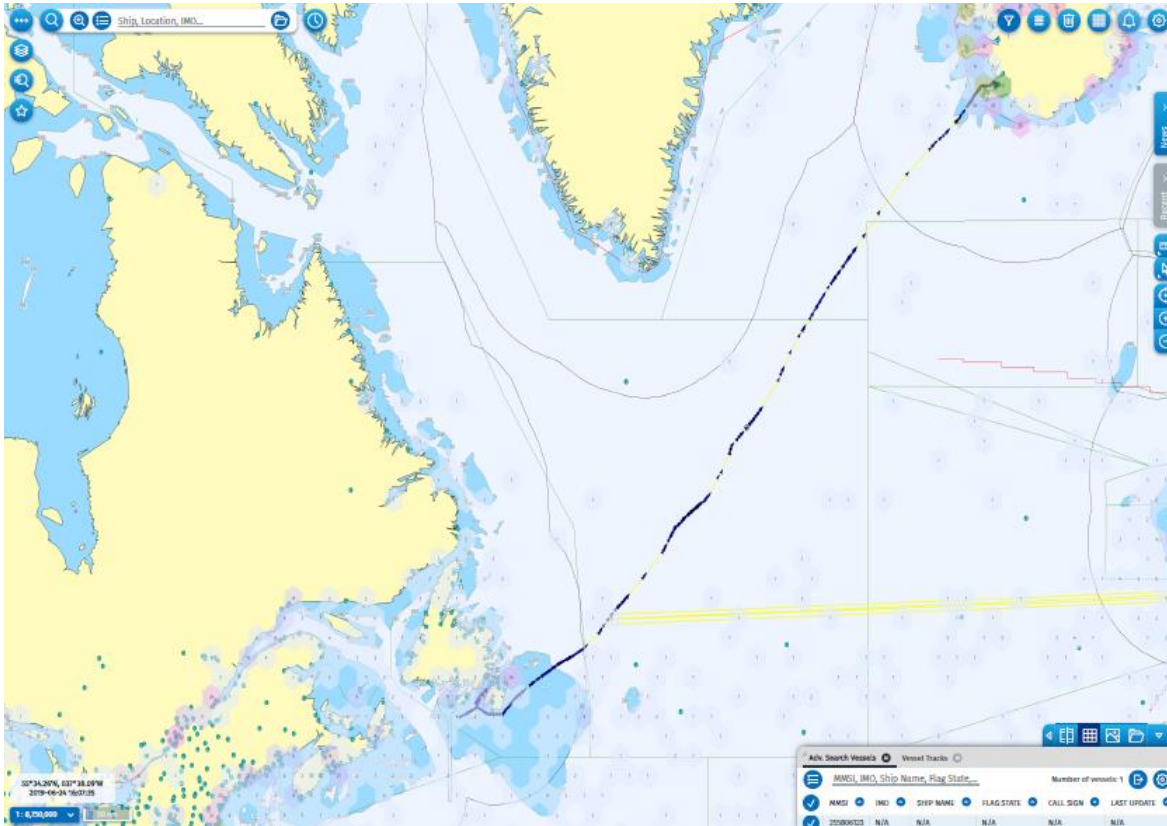 Ship, Location, IMO...
News
Recent
55°34.26'N, 037°38.09'W
2019-06-24 16:07:35
1 : 8,750,000
Adv. Search Vessels
Vessel Tracks
MMSI, IMO, Ship Name, Flag State,...
Number of vessels: 1
MMSI IMO SHIP NAME FLAG STATE CALL SIGN LAST UPDATE
N/A N/A N/A N/A N/A